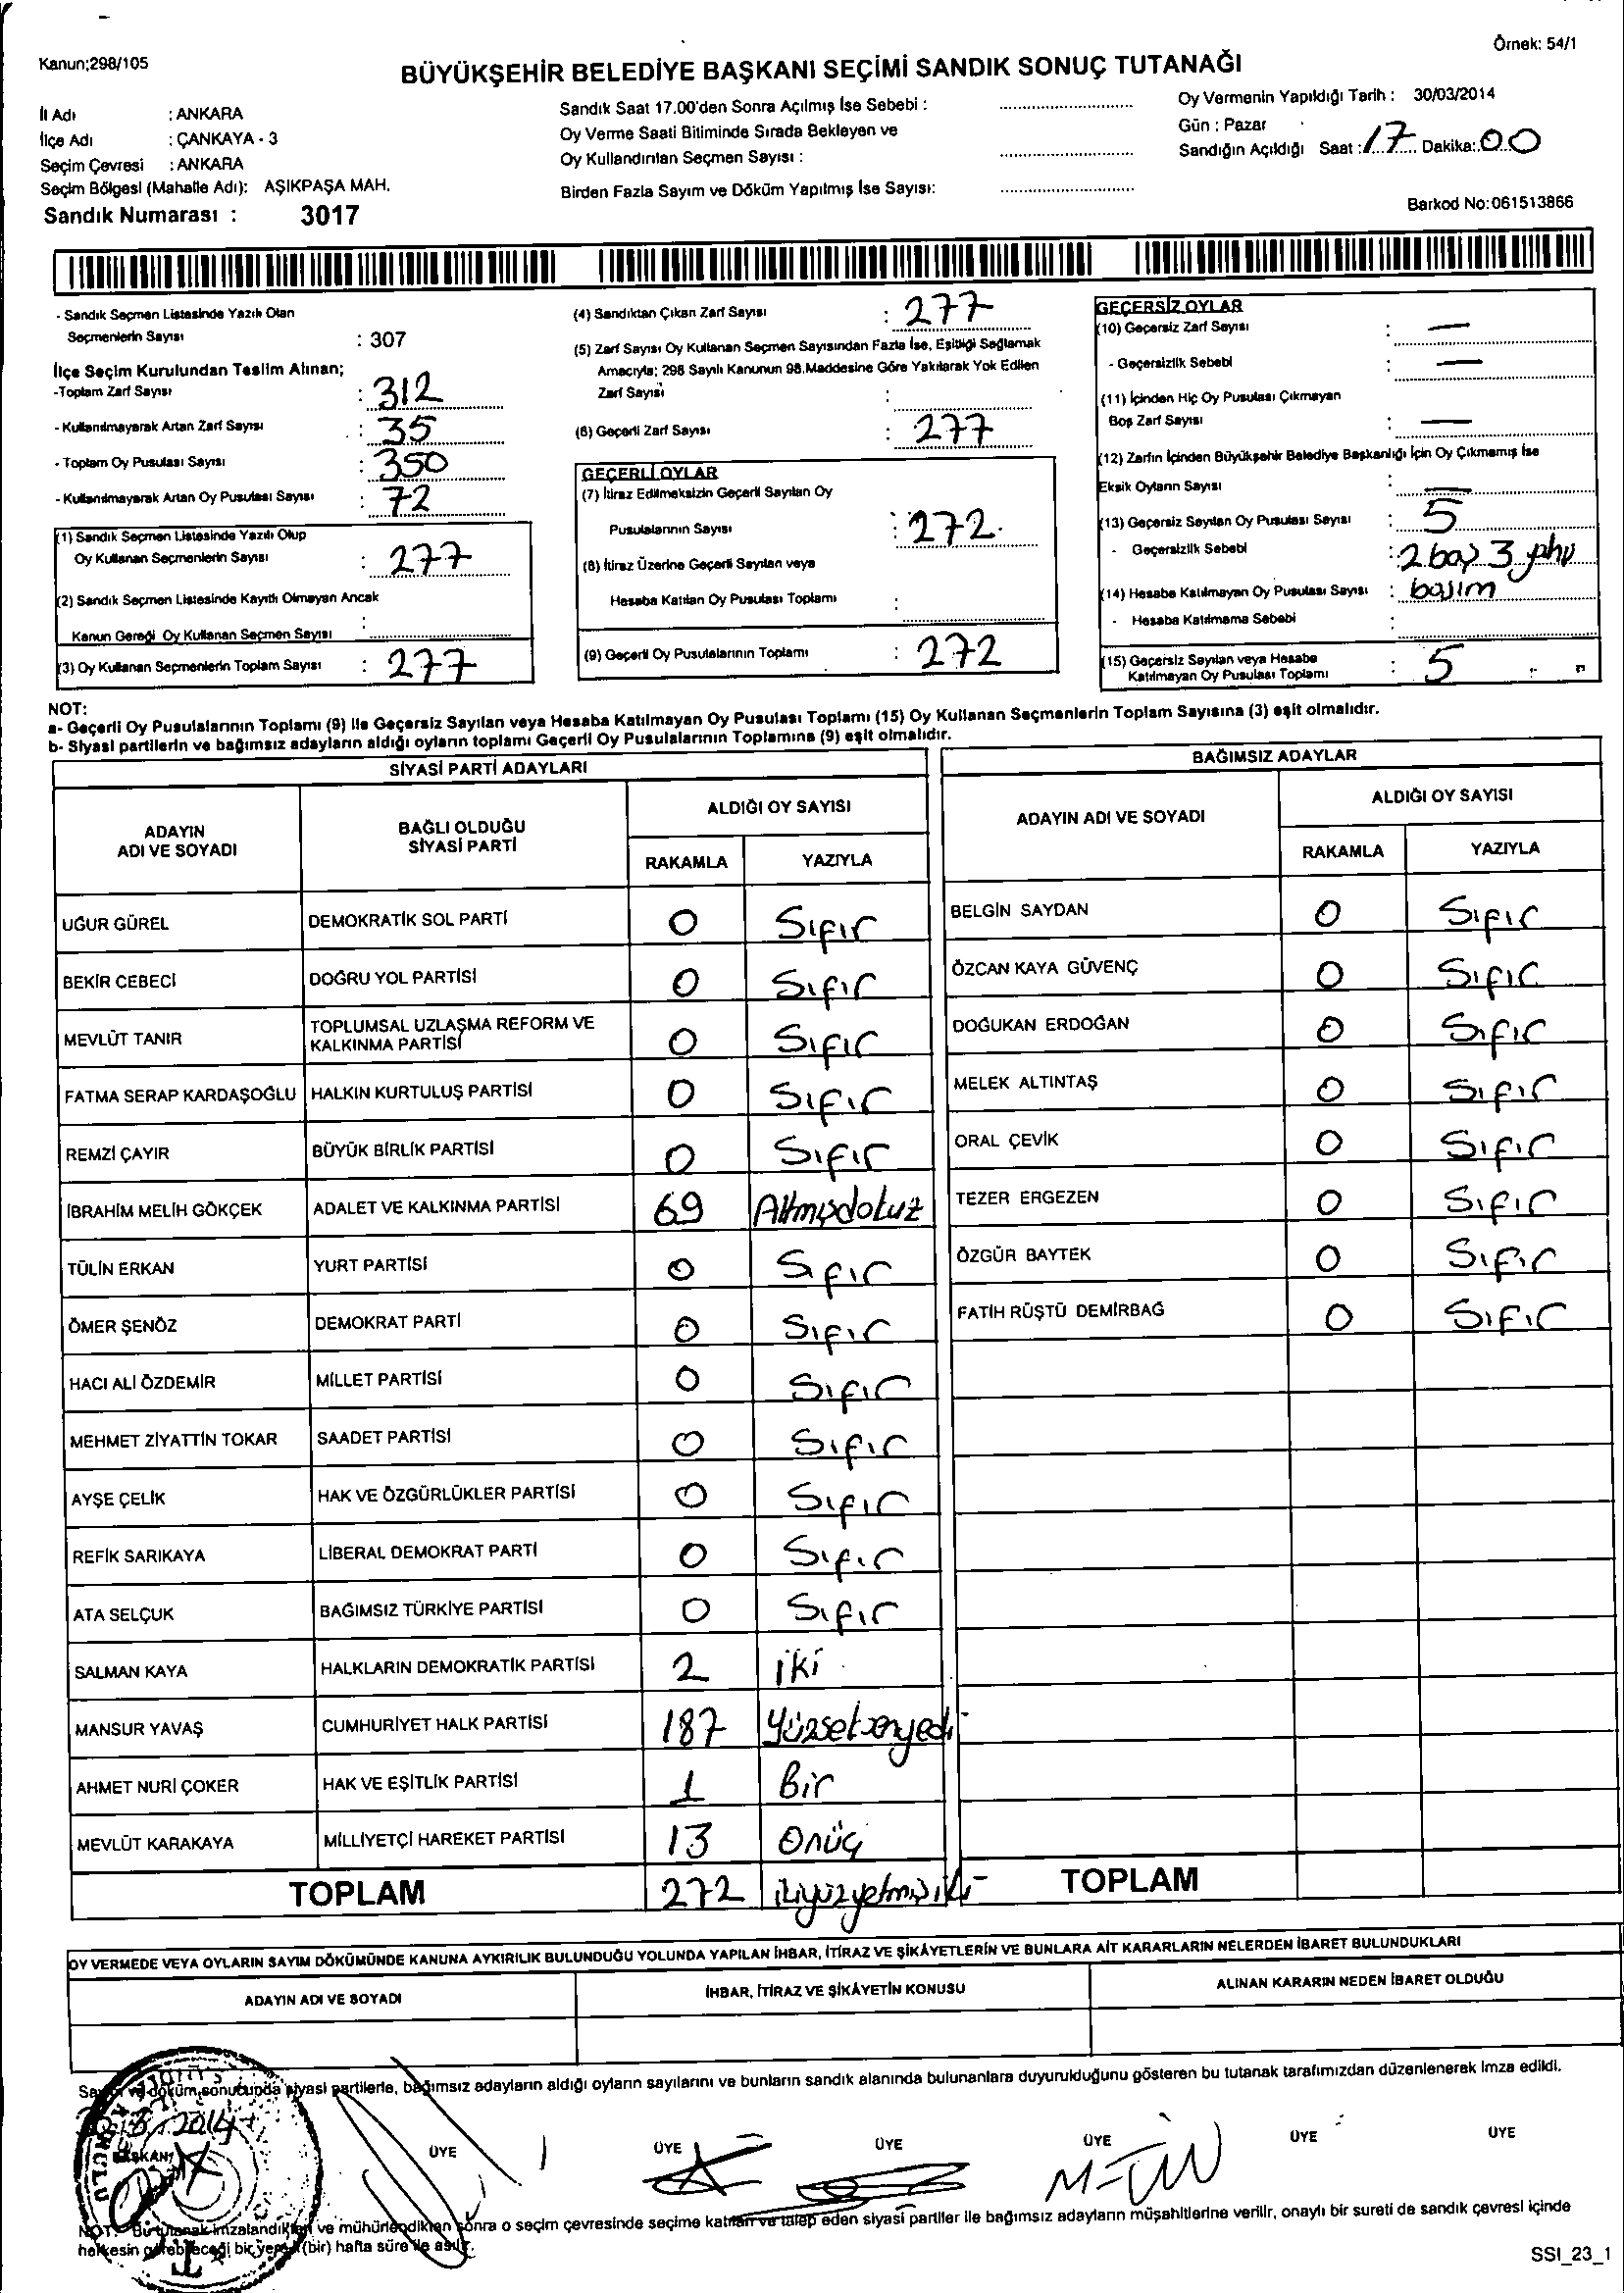 Kanun;298/105
Örnek: 54/1
BÜYÜKŞEHİR BELEDİYE BAŞKANI SEÇİMİ SANDIK SONUÇ TUTANAĞI
İl Adı : ANKARA
İlçe Adı : ÇANKAYA - 3
Seçim Çevresi : ANKARA
Seçim Bölgesi (Mahalle Adı): AŞIKPAŞA MAH.
Sandık Numarası : 3017
Sandık Saat 17.00'den Sonra Açılmış İse Sebebi :
Oy Verme Saati Bitiminde Sırada Bekleyen ve
Oy Kullandırılan Seçmen Sayısı :
Birden Fazla Sayım ve Döküm Yapılmış İse Sayısı:
Oy Vermenin Yapıldığı Tarih : 30/03/2014
Gün : Pazar
Sandığın Açıldığı Saat : 17 Dakika: 00
Barkod No:061513866
- Sandık Seçmen Listesinde Yazılı Olan
Seçmenlerin Sayısı : 307
İlçe Seçim Kurulundan Teslim Alınan;
-Toplam Zarf Sayısı : 312
- Kullanılmayarak Artan Zarf Sayısı : 35
- Toplam Oy Pusulası Sayısı : 350
- Kullanılmayarak Artan Oy Pusulası Sayısı : 72
(1) Sandık Seçmen Listesinde Yazılı Olup
Oy Kullanan Seçmenlerin Sayısı : 277
(2) Sandık Seçmen Listesinde Kayıtlı Olmayan Ancak
Kanun Gereği Oy Kullanan Seçmen Sayısı :
(3) Oy Kullanan Seçmenlerin Toplam Sayısı : 277
(4) Sandıktan Çıkan Zarf Sayısı : 277
(5) Zarf Sayısı Oy Kullanan Seçmen Sayısından Fazla İse, Eşitliği Sağlamak
Amacıyla; 298 Sayılı Kanunun 98.Maddesine Göre Yakılarak Yok Edilen
Zarf Sayısı :
(6) Geçerli Zarf Sayısı : 277
GEÇERLİ OYLAR
(7) İtiraz Edilmeksizin Geçerli Sayılan Oy
Pusulalarının Sayısı : 272
(8) İtiraz Üzerine Geçerli Sayılan veya
Hesaba Katılan Oy Pusulası Toplamı :
(9) Geçerli Oy Pusulalarının Toplamı : 272
GEÇERSİZ OYLAR
(10) Geçersiz Zarf Sayısı : —
- Geçersizlik Sebebi : —
(11) İçinden Hiç Oy Pusulası Çıkmayan
Boş Zarf Sayısı : —
(12) Zarfın İçinden Büyükşehir Belediye Başkanlığı İçin Oy Çıkmamış İse
Eksik Oyların Sayısı : —
(13) Geçersiz Sayılan Oy Pusulası Sayısı : 5
- Geçersizlik Sebebi : 2 boş 3
(14) Hesaba Katılmayan Oy Pusulası Sayısı :
- Hesaba Katılmama Sebebi :
(15) Geçersiz Sayılan veya Hesaba
Katılmayan Oy Pusulası Toplamı : 5
NOT:
a- Geçerli Oy Pusulalarının Toplamı (9) ile Geçersiz Sayılan veya Hesaba Katılmayan Oy Pusulası Toplamı (15) Oy Kullanan Seçmenlerin Toplam Sayısına (3) eşit olmalıdır.
b- Siyasi partilerin ve bağımsız adayların aldığı oyların toplamı Geçerli Oy Pusulalarının Toplamına (9) eşit olmalıdır.
SİYASİ PARTİ ADAYLARI
ADAYIN ADI VE SOYADI
BAĞLI OLDUĞU SİYASİ PARTİ
ALDIĞI OY SAYISI
RAKAMLA YAZIYLA
UĞUR GÜREL DEMOKRATİK SOL PARTİ 0 Sıfır
BEKİR CEBECİ DOĞRU YOL PARTİSİ 0 Sıfır
MEVLÜT TANIR TOPLUMSAL UZLAŞMA REFORM VE KALKINMA PARTİSİ 0 Sıfır
FATMA SERAP KARDAŞOĞLU HALKIN KURTULUŞ PARTİSİ 0 Sıfır
REMZİ ÇAYIR BÜYÜK BİRLİK PARTİSİ 0 Sıfır
İBRAHİM MELİH GÖKÇEK ADALET VE KALKINMA PARTİSİ 69 Altmışdokuz
TÜLİN ERKAN YURT PARTİSİ 0 Sıfır
ÖMER ŞENÖZ DEMOKRAT PARTİ 0 Sıfır
HACI ALİ ÖZDEMİR MİLLET PARTİSİ 0 Sıfır
MEHMET ZİYATTİN TOKAR SAADET PARTİSİ 0 Sıfır
AYŞE ÇELİK HAK VE ÖZGÜRLÜKLER PARTİSİ 0 Sıfır
REFİK SARIKAYA LİBERAL DEMOKRAT PARTİ 0 Sıfır
ATA SELÇUK BAĞIMSIZ TÜRKİYE PARTİSİ 0 Sıfır
SALMAN KAYA HALKLARIN DEMOKRATİK PARTİSİ 2 iki
MANSUR YAVAŞ CUMHURİYET HALK PARTİSİ 187 Yüzseksenyedi
AHMET NURİ ÇOKER HAK VE EŞİTLİK PARTİSİ 1 Bir
MEVLÜT KARAKAYA MİLLİYETÇİ HAREKET PARTİSİ 13 Onüç
TOPLAM 272 ikiyüzyetmişiki
BAĞIMSIZ ADAYLAR
ADAYIN ADI VE SOYADI
ALDIĞI OY SAYISI
RAKAMLA YAZIYLA
BELGİN SAYDAN 0 Sıfır
ÖZCAN KAYA GÜVENÇ 0 Sıfır
DOĞUKAN ERDOĞAN 0 Sıfır
MELEK ALTINTAŞ 0 Sıfır
ORAL ÇEVİK 0 Sıfır
TEZER ERGEZEN 0 Sıfır
ÖZGÜR BAYTEK 0 Sıfır
FATİH RÜŞTÜ DEMİRBAĞ 0 Sıfır
TOPLAM
OY VERMEDE VEYA OYLARIN SAYIM DÖKÜMÜNDE KANUNA AYKIRILIK BULUNDUĞU YOLUNDA YAPILAN İHBAR, İTİRAZ VE ŞİKAYETLERİN VE BUNLARA AİT KARARLARIN NELERDEN İBARET BULUNDUKLARI
ADAYIN ADI VE SOYADI
İHBAR, İTİRAZ VE ŞİKAYETİN KONUSU
ALINAN KARARIN NEDEN İBARET OLDUĞU
Sayım ve döküm sonucunda siyasi partilerle, bağımsız adayların aldığı oyların sayılarını ve bunların sandık alanında bulunanlara duyurulduğunu gösteren bu tutanak tarafımızdan düzenlenerek imza edildi.
BAŞKAN ÜYE ÜYE ÜYE ÜYE ÜYE ÜYE
NOT: Bu tutanak imzalandıktan ve mühürlendikten sonra o seçim çevresinde seçime katılan ve talep eden siyasi partiler ile bağımsız adayların müşahitlerine verilir, onaylı bir sureti de sandık çevresi içinde
herkesin görebileceği bir yere 1 (bir) hafta süre ile asılır.
SSI_23_1